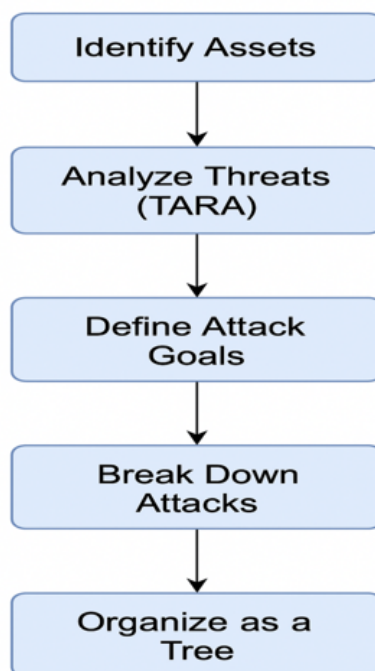 Identify Assets
Analyze Threats
(TARA)
Define Attack
Goals
Break Down
Attacks
Organize as a
Tree